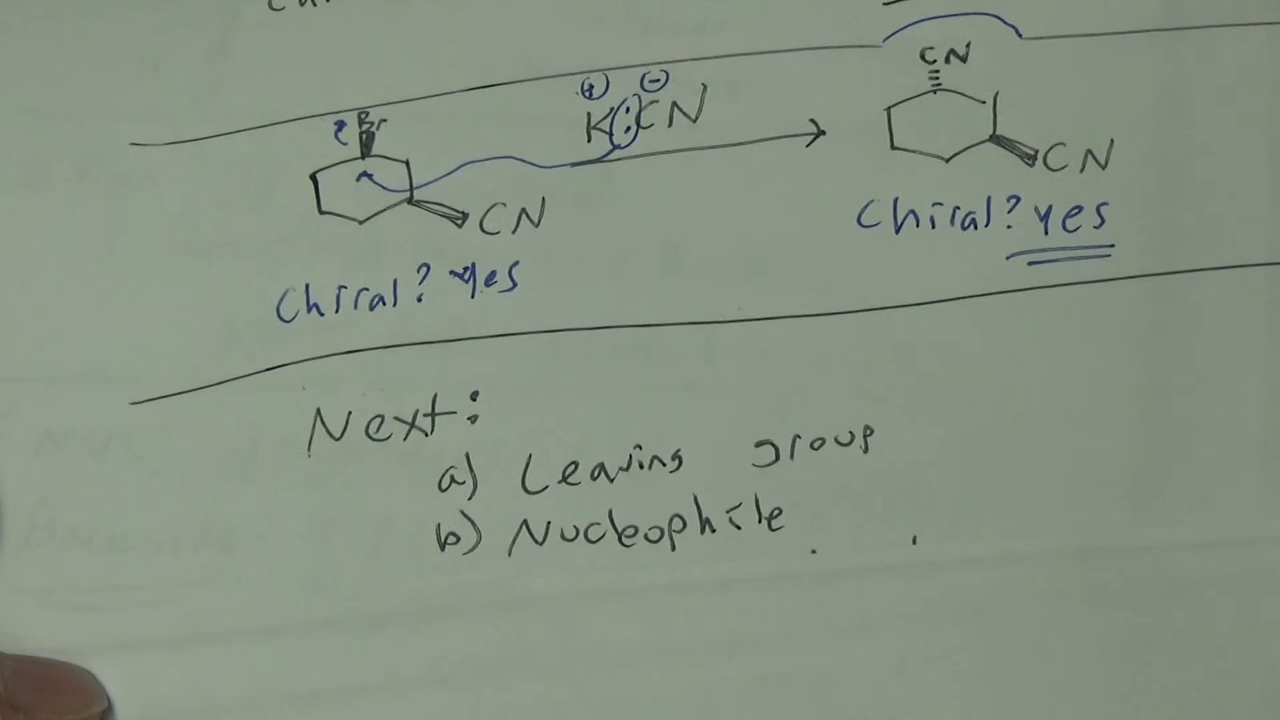 CN
Br
K⊕ :CN⊖
CN
CN
Chiral? yes
Chiral? Yes
Next:
a) Leaving group
b) Nucleophile